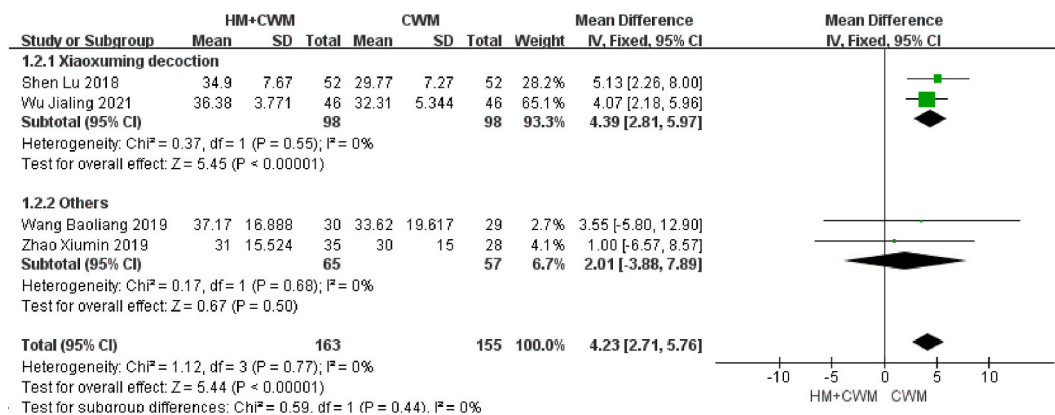 HM+CWM CWM Mean Difference Mean Difference
Study or Subgroup Mean SD Total Mean SD Total Weight IV, Fixed, 95% CI IV, Fixed, 95% CI
1.2.1 Xiaoxuming decoction
Shen Lu 2018 34.9 7.67 52 29.77 7.27 52 28.2% 5.13 [2.26, 8.00]
Wu Jialing 2021 36.38 3.771 46 32.31 5.344 46 65.1% 4.07 [2.18, 5.96]
Subtotal (95% CI) 98 98 93.3% 4.39 [2.81, 5.97]
Heterogeneity: Chi² = 0.37, df = 1 (P = 0.55); I² = 0%
Test for overall effect: Z = 5.45 (P < 0.00001)
1.2.2 Others
Wang Baoliang 2019 37.17 16.888 30 33.62 19.617 29 2.7% 3.55 [-5.80, 12.90]
Zhao Xiumin 2019 31 15.524 35 30 15 28 4.1% 1.00 [-6.57, 8.57]
Subtotal (95% CI) 65 57 6.7% 2.01 [-3.88, 7.89]
Heterogeneity: Chi² = 0.17, df = 1 (P = 0.68); I² = 0%
Test for overall effect: Z = 0.67 (P = 0.50)
Total (95% CI) 163 155 100.0% 4.23 [2.71, 5.76]
Heterogeneity: Chi² = 1.12, df = 3 (P = 0.77); I² = 0%
Test for overall effect: Z = 5.44 (P < 0.00001)
Test for subgroup differences: Chi² = 0.59, df = 1 (P = 0.44), I² = 0%
-10 -5 0 5 10
HM+CWM CWM